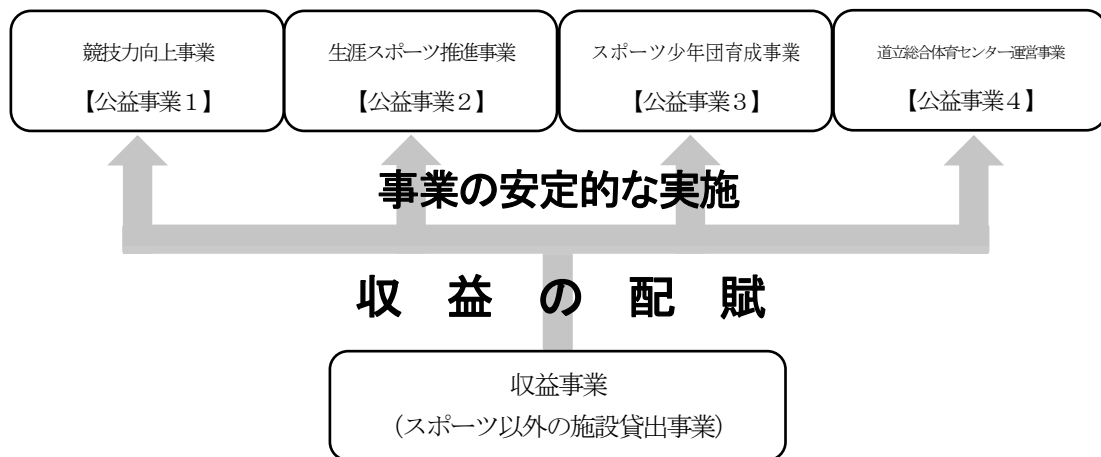 競技力向上事業
【公益事業１】
生涯スポーツ推進事業
【公益事業２】
スポーツ少年団育成事業
【公益事業３】
道立総合体育センター運営事業
【公益事業４】
事業の安定的な実施
収　益　の　配　賦
収益事業
（スポーツ以外の施設貸出事業）